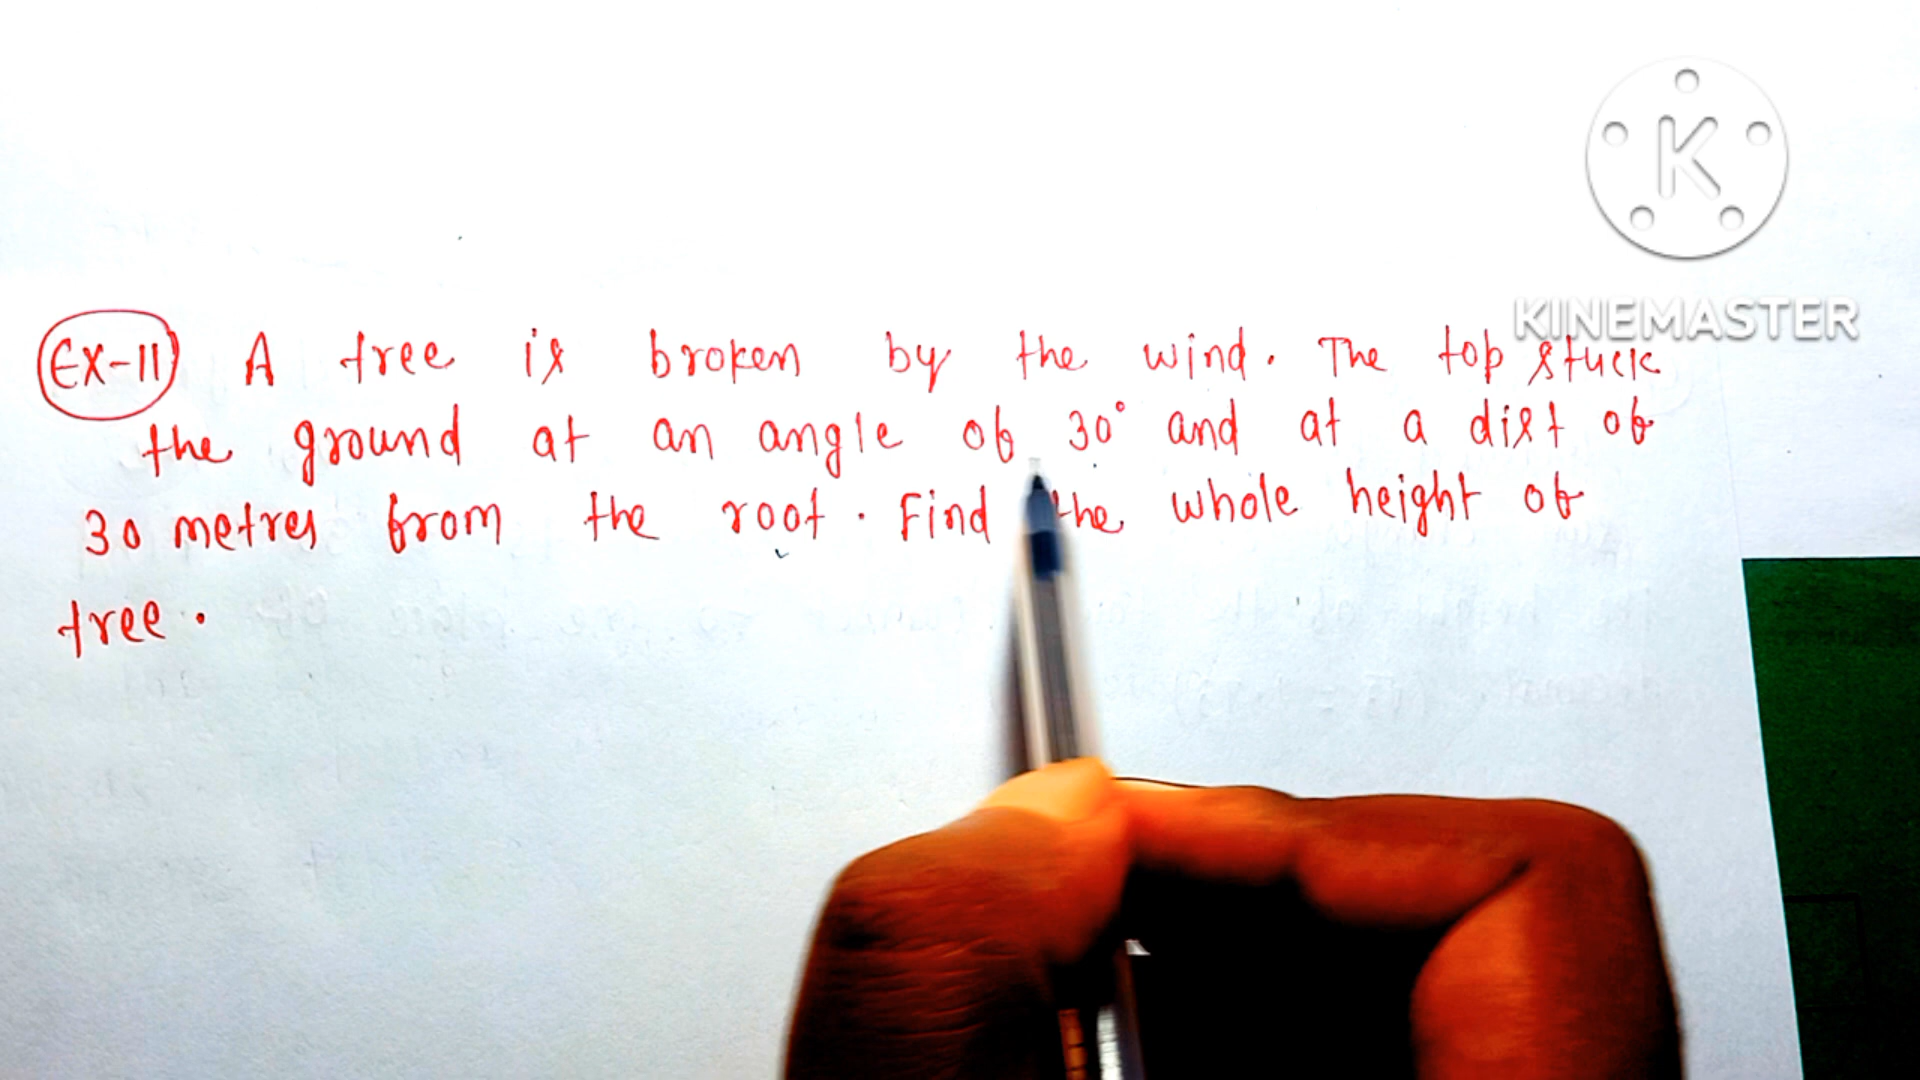 K
KINEMASTER
EX-11 A tree is broken by the wind. The top stuck
the ground at an angle of 30° and at a dist of
30 metres from the root. Find the whole height of
tree.